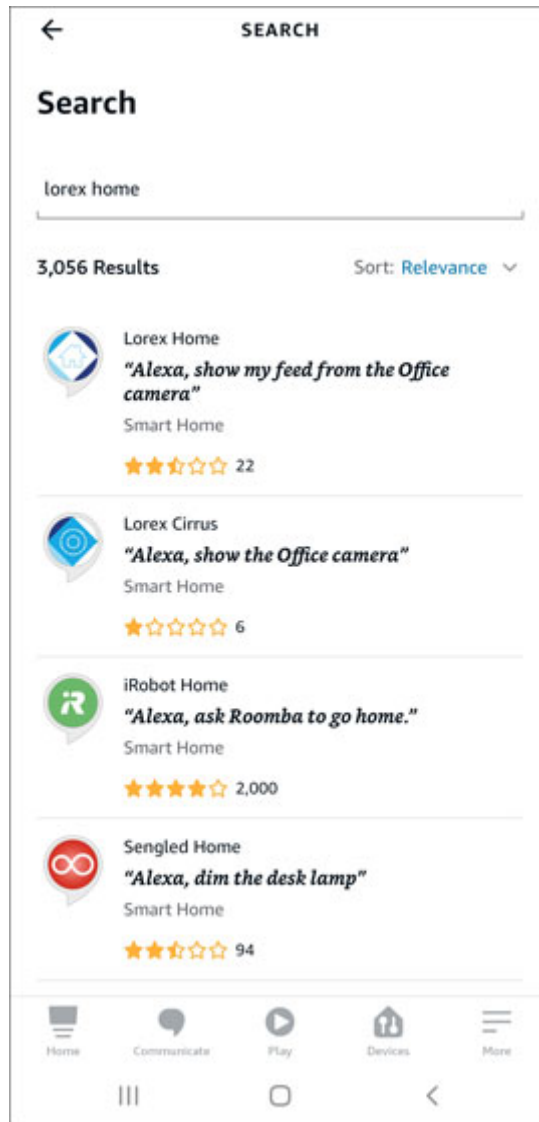 SEARCH
Search
lorex home
3,056 Results Sort: Relevance
Lorex Home
“Alexa, show my feed from the Office
camera”
Smart Home
22
Lorex Cirrus
“Alexa, show the Office camera”
Smart Home
6
iR
iRobot Home
“Alexa, ask Roomba to go home.”
Smart Home
2,000
Sengled Home
“Alexa, dim the desk lamp”
Smart Home
94
Home Communicate Play Devices More